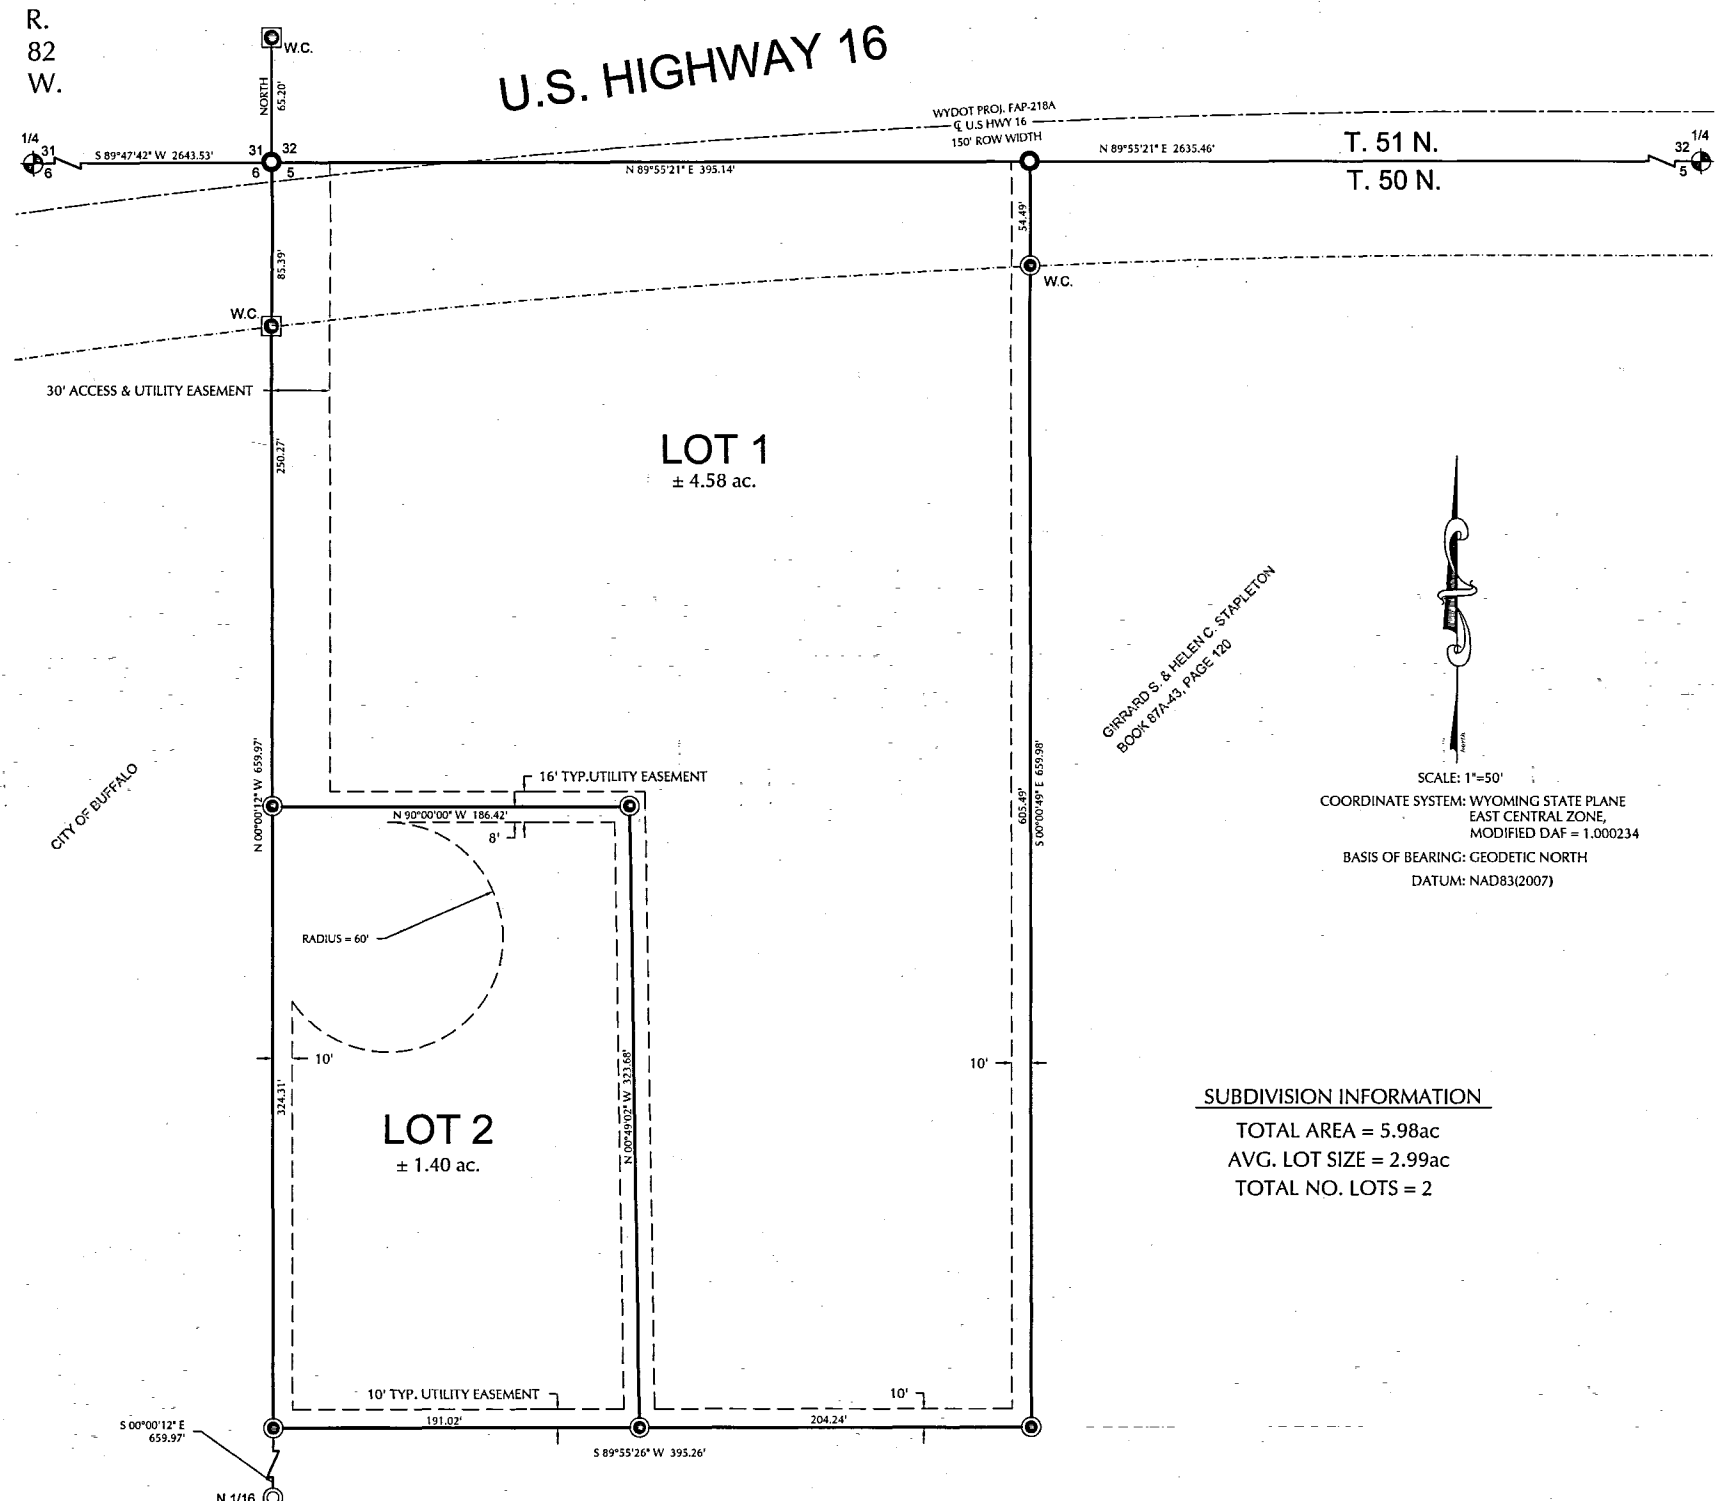 R.
82
W.
W.C.
U.S. HIGHWAY 16
NORTH
65.20'
WYDOT PROJ. FAP-218A
℄ U.S HWY 16
150' ROW WIDTH
1/4
31
6
S 89°47'42" W 2643.53'
31
32
6
5
N 89°55'21" E 395.14'
N 89°55'21" E 2635.46'
T. 51 N.
T. 50 N.
1/4
32
5
54.49'
85.39'
W.C.
W.C.
30' ACCESS & UTILITY EASEMENT
250.27'
LOT 1
± 4.58 ac.
GIRRARD S. & HELEN C. STAPLETON
BOOK 87A-43, PAGE 120
north
SCALE: 1"=50'
COORDINATE SYSTEM: WYOMING STATE PLANE
EAST CENTRAL ZONE,
MODIFIED DAF = 1.000234
BASIS OF BEARING: GEODETIC NORTH
DATUM: NAD83(2007)
CITY OF BUFFALO
N 00°00'12" W 659.97'
16' TYP.UTILITY EASEMENT
N 90°00'00" W 186.42'
8'
605.49'
S 00°00'49" E 659.98'
RADIUS = 60'
10'
10'
324.31'
N 00°49'02" W 323.68'
LOT 2
± 1.40 ac.
SUBDIVISION INFORMATION
TOTAL AREA = 5.98ac
AVG. LOT SIZE = 2.99ac
TOTAL NO. LOTS = 2
10' TYP. UTILITY EASEMENT
10'
191.02'
204.24'
S 89°55'26" W 395.26'
S 00°00'12" E
659.97'
N 1/16